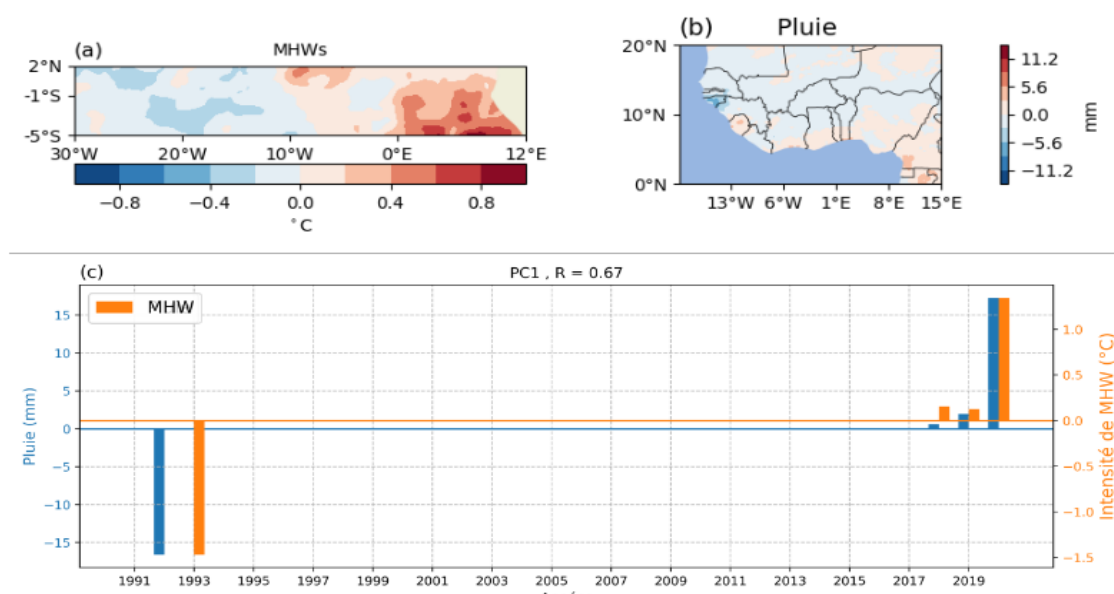 (a) MHWs
2°N
-1°S
-5°S
30°W 20°W 10°W 0°E 12°E
−0.8 −0.4 0.0 0.4 0.8
°C
(b) Pluie
20°N
10°N
0°N
13°W 6°W 1°E 8°E 15°E
11.2
5.6
0.0
−5.6
−11.2
mm
(c) PC1 , R = 0.67
MHW
Pluie (mm)
15
10
5
0
−5
−10
−15
1.0
0.5
0.0
−0.5
−1.0
−1.5
Intensité de MHW (°C)
1991 1993 1995 1997 1999 2001 2003 2005 2007 2009 2011 2013 2015 2017 2019